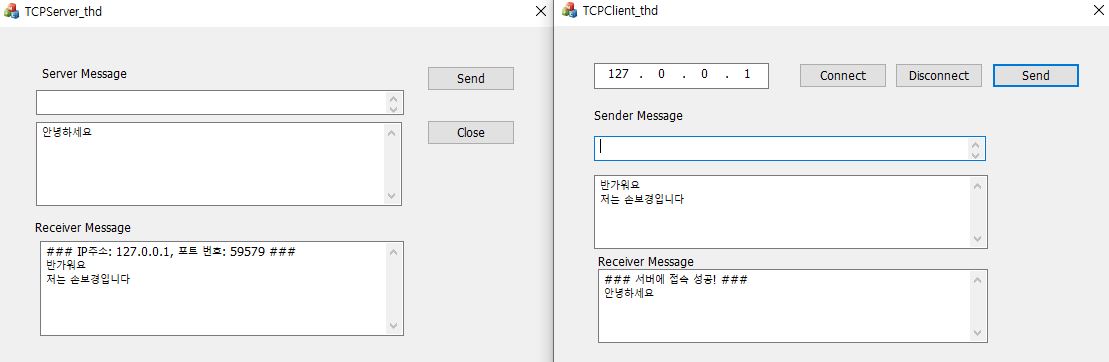 TCPServer_thd
Server Message
Send
안녕하세요
Close
Receiver Message
### IP주소: 127.0.0.1, 포트 번호: 59579 ###
반가워요
저는 손보경입니다
TCPClient_thd
127 . 0 . 0 . 1
Connect
Disconnect
Send
Sender Message
반가워요
저는 손보경입니다
Receiver Message
### 서버에 접속 성공! ###
안녕하세요